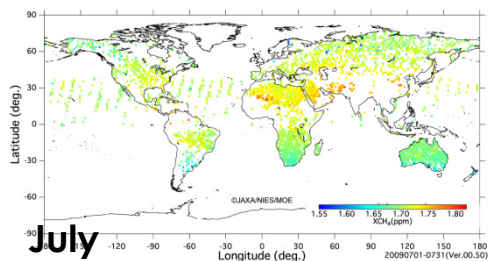 90
60
30
0
-30
-60
-90
Latitude (deg.)
©JAXA/NIES/MOE
1.55 1.60 1.65 1.70 1.75 1.80
XCH₄(ppm)
-120 -90 -60 -30 0 30 60 90 120 150 180
July
Longitude (deg.)
20090701-0731(Ver.00.50)